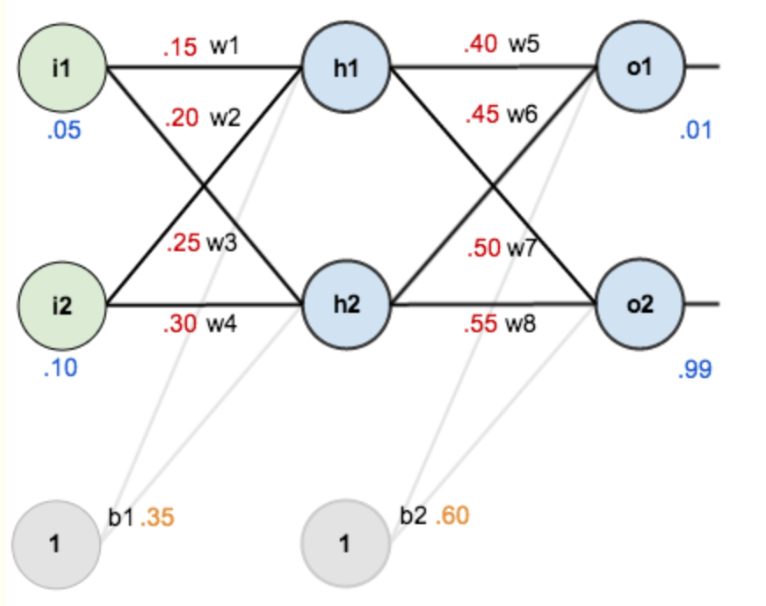 i1 .15 w1 h1 .40 w5 o1
.05 .20 w2 .45 w6 .01
.25 w3 .50 w7
i2 .30 w4 h2 .55 w8 o2
.10 .99
1 b1 .35 1 b2 .60